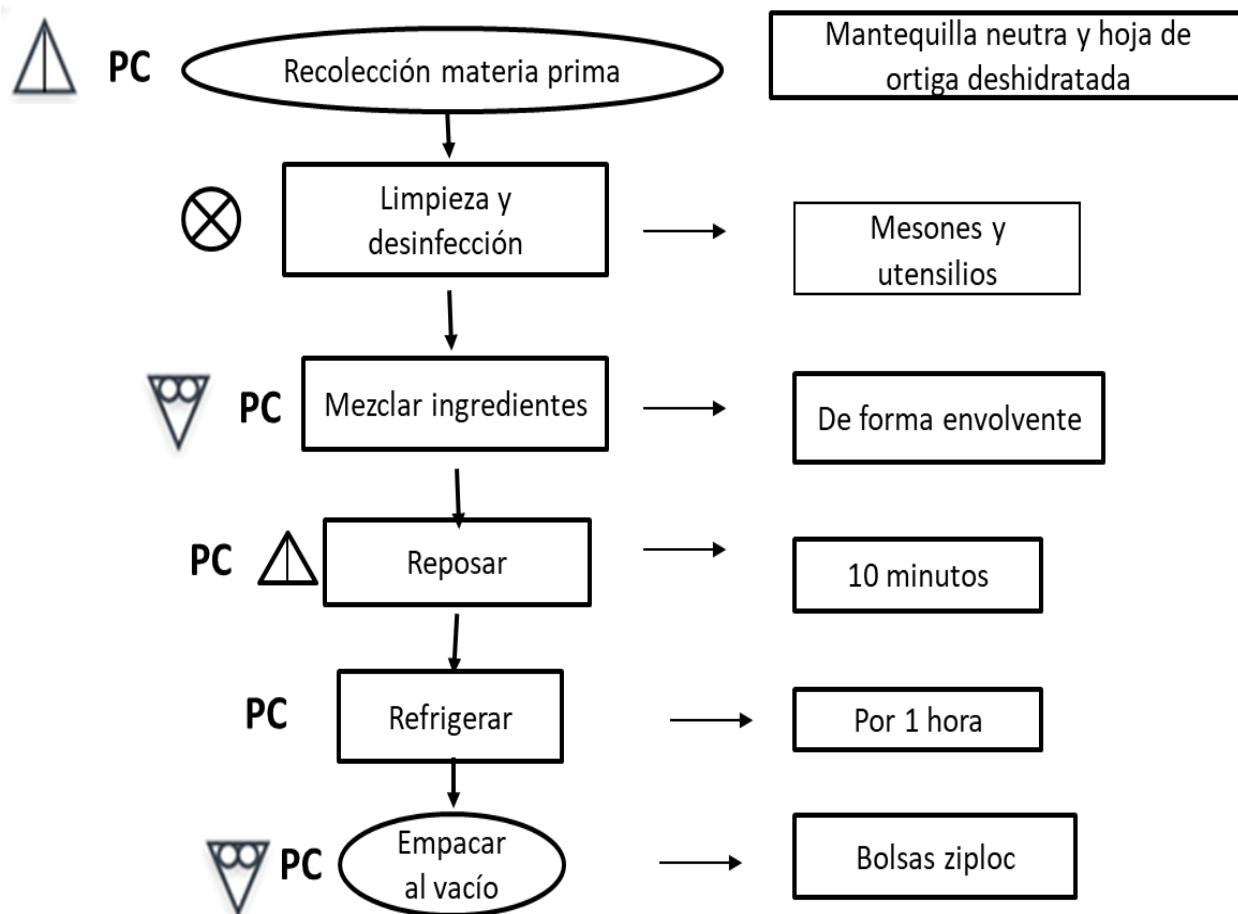 PC
Recolección materia prima
Mantequilla neutra y hoja de
ortiga deshidratada
Limpieza y
desinfección
Mesones y
utensilios
PC
Mezclar ingredientes
De forma envolvente
PC
Reposar
10 minutos
PC
Refrigerar
Por 1 hora
PC
Empacar
al vacío
Bolsas ziploc